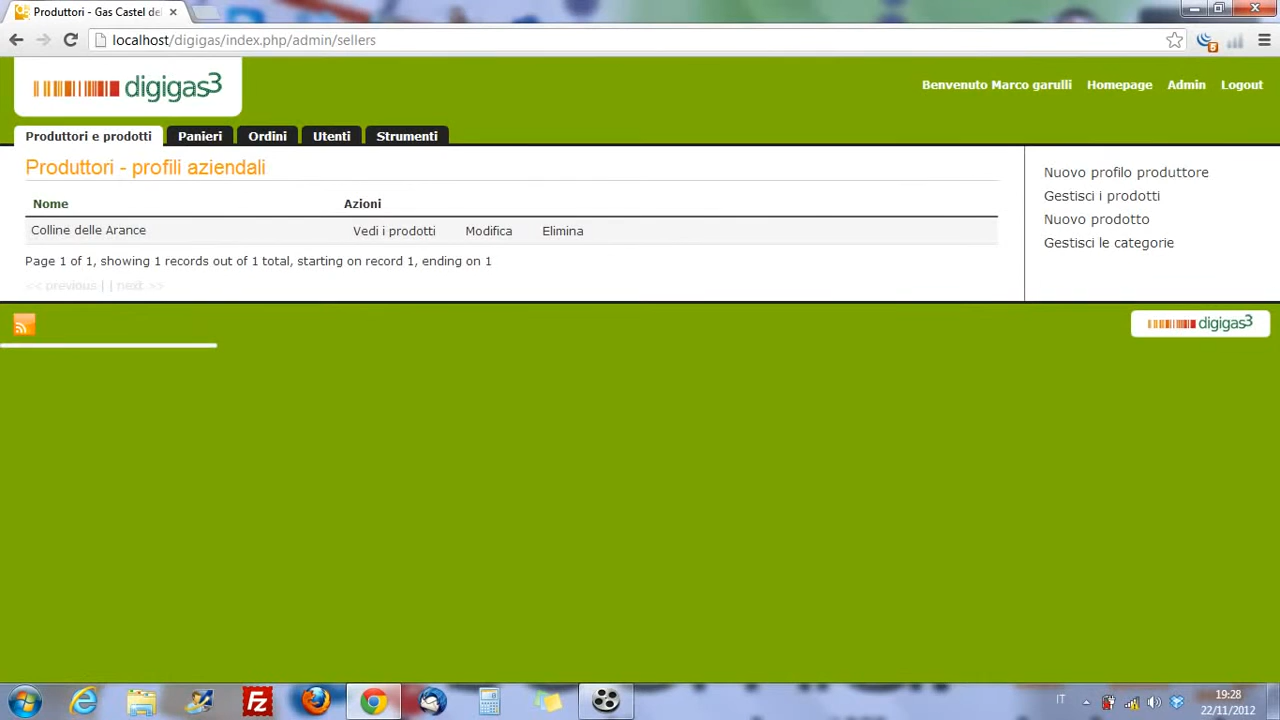 Produttori - Gas Castel del
localhost/digigas/index.php/admin/sellers
5
digigas3
Benvenuto Marco garulli Homepage Admin Logout
Produttori e prodotti Panieri Ordini Utenti Strumenti
Produttori - profili aziendali
Nome Azioni
Colline delle Arance Vedi i prodotti Modifica Elimina
Page 1 of 1, showing 1 records out of 1 total, starting on record 1, ending on 1
<< previous | | next >>
Nuovo profilo produttore
Gestisci i prodotti
Nuovo prodotto
Gestisci le categorie
digigas3
Fz
IT
19:28
22/11/2012